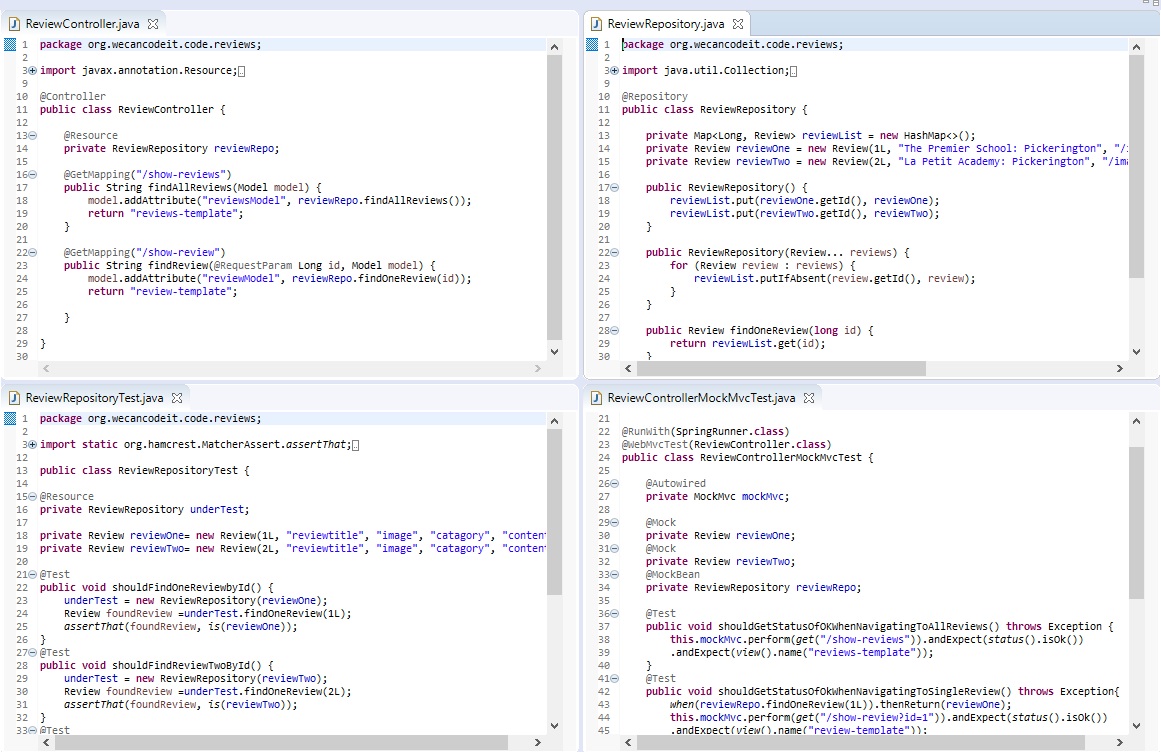 ReviewController.java
1 package org.wecancodeit.code.reviews;
2
3 import javax.annotation.Resource;
9
10 @Controller
11 public class ReviewController {
12
13 @Resource
14 private ReviewRepository reviewRepo;
15
16 @GetMapping("/show-reviews")
17 public String findAllReviews(Model model) {
18 model.addAttribute("reviewsModel", reviewRepo.findAllReviews());
19 return "reviews-template";
20 }
21
22 @GetMapping("/show-review")
23 public String findReview(@RequestParam Long id, Model model) {
24 model.addAttribute("reviewModel", reviewRepo.findOneReview(id));
25 return "review-template";
26
27 }
28
29 }
30
ReviewRepository.java
1 package org.wecancodeit.code.reviews;
2
3 import java.util.Collection;
9
10 @Repository
11 public class ReviewRepository {
12
13 private Map<Long, Review> reviewList = new HashMap<>();
14 private Review reviewOne = new Review(1L, "The Premier School: Pickerington", "/i
15 private Review reviewTwo = new Review(2L, "La Petit Academy: Pickerington", "/ima
16
17 public ReviewRepository() {
18 reviewList.put(reviewOne.getId(), reviewOne);
19 reviewList.put(reviewTwo.getId(), reviewTwo);
20 }
21
22 public ReviewRepository(Review... reviews) {
23 for (Review review : reviews) {
24 reviewList.putIfAbsent(review.getId(), review);
25 }
26 }
27
28 public Review findOneReview(long id) {
29 return reviewList.get(id);
30 }
ReviewRepositoryTest.java
1 package org.wecancodeit.code.reviews;
2
3 import static org.hamcrest.MatcherAssert.assertThat;
12
13 public class ReviewRepositoryTest {
14
15 @Resource
16 private ReviewRepository underTest;
17
18 private Review reviewOne= new Review(1L, "reviewtitle", "image", "catagory", "conten
19 private Review reviewTwo= new Review(2L, "reviewtitle", "image", "catagory", "conten
20
21 @Test
22 public void shouldFindOneReviewbyId() {
23 underTest = new ReviewRepository(reviewOne);
24 Review foundReview =underTest.findOneReview(1L);
25 assertThat(foundReview, is(reviewOne));
26 }
27 @Test
28 public void shouldFindReviewTwoById() {
29 underTest = new ReviewRepository(reviewTwo);
30 Review foundReview =underTest.findOneReview(2L);
31 assertThat(foundReview, is(reviewTwo));
32 }
33 @Test
ReviewControllerMockMvcTest.java
21
22 @RunWith(SpringRunner.class)
23 @WebMvcTest(ReviewController.class)
24 public class ReviewControllerMockMvcTest {
25
26 @Autowired
27 private MockMvc mockMvc;
28
29 @Mock
30 private Review reviewOne;
31 @Mock
32 private Review reviewTwo;
33 @MockBean
34 private ReviewRepository reviewRepo;
35
36 @Test
37 public void shouldGetStatusOfOKWhenNavigatingToAllReviews() throws Exception {
38 this.mockMvc.perform(get("/show-reviews")).andExpect(status().isOk())
39 .andExpect(view().name("reviews-template"));
40 }
41 @Test
42 public void shouldGetStatusOfOkWhenNavigatingToSingleReview() throws Exception{
43 when(reviewRepo.findOneReview(1L)).thenReturn(reviewOne);
44 this.mockMvc.perform(get("/show-review?id=1")).andExpect(status().isOk())
45 .andExpect(view().name("review-template"));